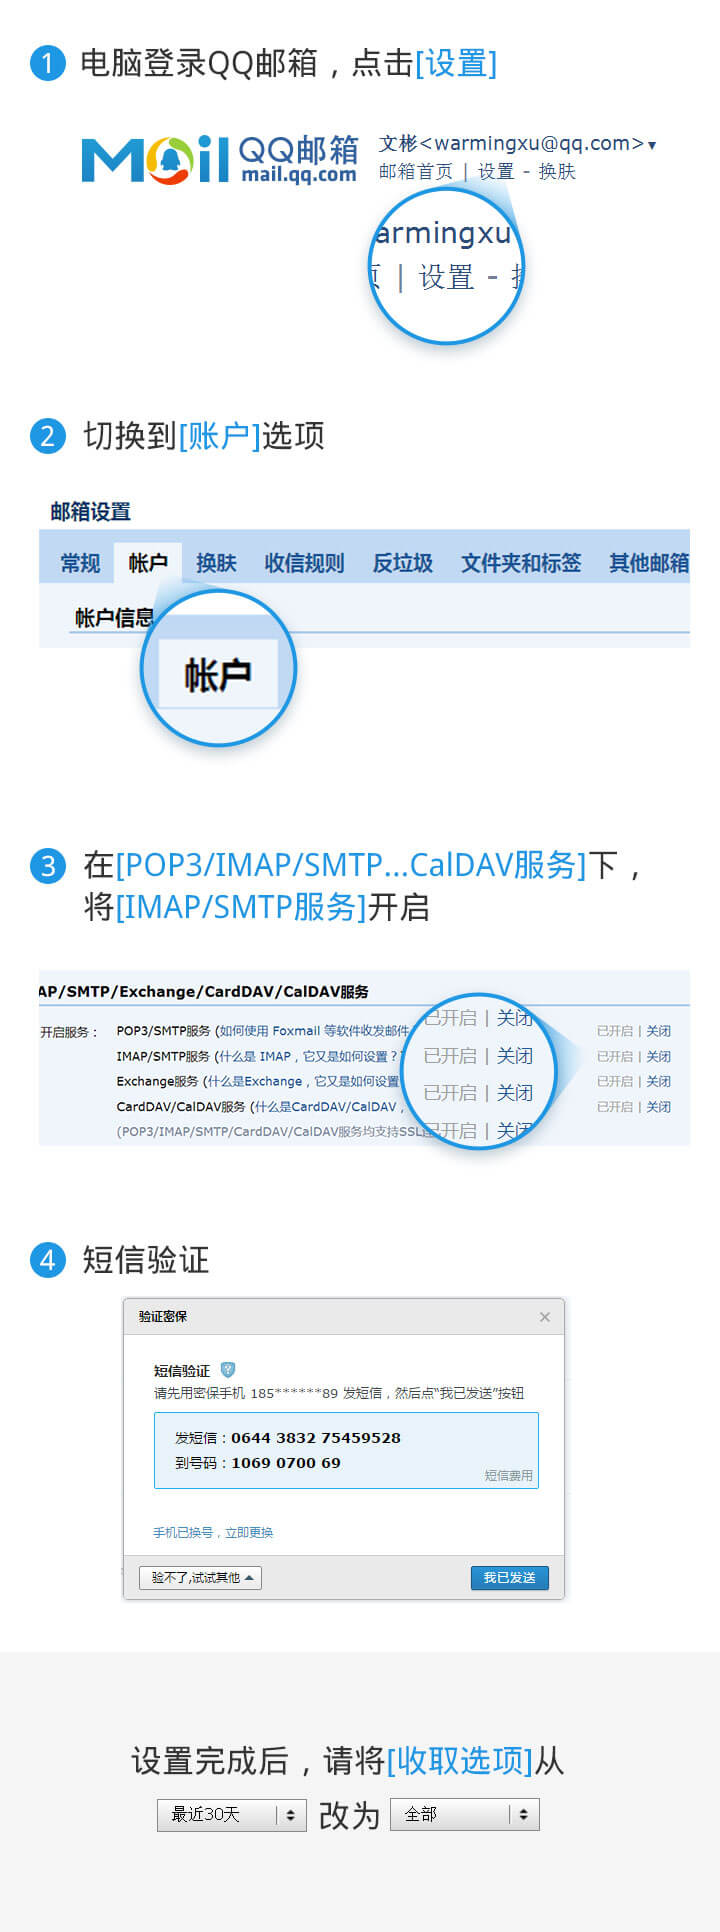 1 电脑登录QQ邮箱，点击[设置]
Mail QQ邮箱 文彬<warmingxu@qq.com>▾
mail.qq.com 邮箱首页 | 设置 - 换肤
armingxu
| 设置 -
2 切换到[账户]选项
邮箱设置
常规 帐户 换肤 收信规则 反垃圾 文件夹和标签 其他邮箱
帐户信息
帐户
3 在[POP3/IMAP/SMTP...CalDAV服务]下，
将[IMAP/SMTP服务]开启
AP/SMTP/Exchange/CardDAV/CalDAV服务
开启服务： POP3/SMTP服务 (如何使用 Foxmail 等软件收发邮件 已开启 | 关闭 已开启 | 关闭
IMAP/SMTP服务 (什么是 IMAP，它又是如何设置？ 已开启 | 关闭 已开启 | 关闭
Exchange服务 (什么是Exchange，它又是如何设置 已开启 | 关闭 已开启 | 关闭
CardDAV/CalDAV服务 (什么是CardDAV/CalDAV， 已开启 | 关闭 已开启 | 关闭
(POP3/IMAP/SMTP/CardDAV/CalDAV服务均支持SSL
4 短信验证
验证密保 ×
短信验证
请先用密保手机 185******89 发短信，然后点“我已发送”按钮
发短信：0644 3832 75459528
到号码：1069 0700 69
短信费用
手机已换号，立即更换
验不了,试试其他 我已发送
设置完成后，请将[收取选项]从
最近30天 改为 全部